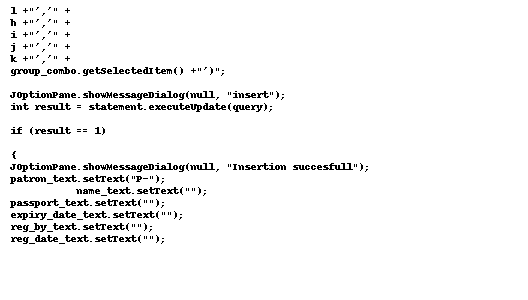 l +"','" +
h +"','" +
i +"','" +
j +"','" +
k +"','" +
group_combo.getSelectedItem() +"')";
JOptionPane.showMessageDialog(null, "insert");
int result = statement.executeUpdate(query);
if (result == 1)
{
JOptionPane.showMessageDialog(null, "Insertion succesfull");
patron_text.setText("P-");
name_text.setText("");
passport_text.setText("");
expiry_date_text.setText("");
reg_by_text.setText("");
reg_date_text.setText("");